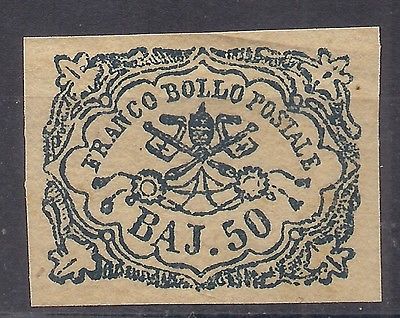 FRANCO BOLLO POSTALE
BAJ. 50